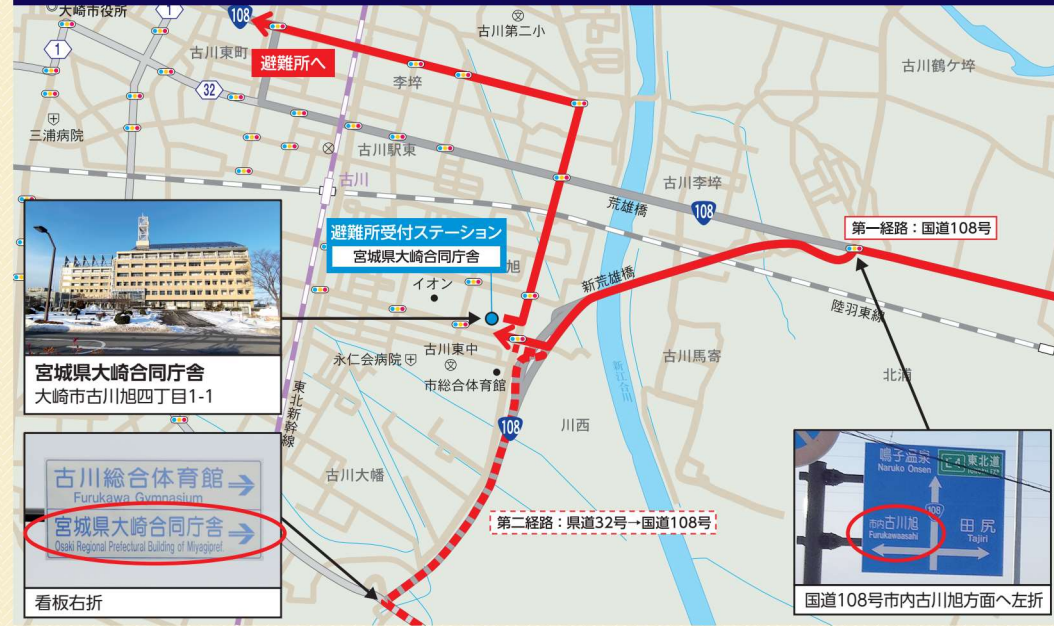 大崎市役所
1
108
1
古川第二小
古川東町
避難所へ
古川鶴ケ埣
李埣
32
三浦病院
古川駅東
古川
古川李埣
荒雄橋
108
第一経路：国道108号
避難所受付ステーション
宮城県大崎合同庁舎
旭
イオン
新荒雄橋
陸羽東線
古川東中
永仁会病院
市総合体育館
古川馬寄
北浦
新江合川
宮城県大崎合同庁舎
大崎市古川旭四丁目1-1
東北新幹線
108
川西
古川大幡
第二経路：県道32号→国道108号
古川総合体育館
Furukawa Gymnasium
宮城県大崎合同庁舎
Osaki Regional Prefectural Building of Miyagipref.
看板右折
鳴子温泉
Naruko Onsen
東北道
108
市内古川旭
Furukawaasahi
田尻
Tajiri
国道108号市内古川旭方面へ左折